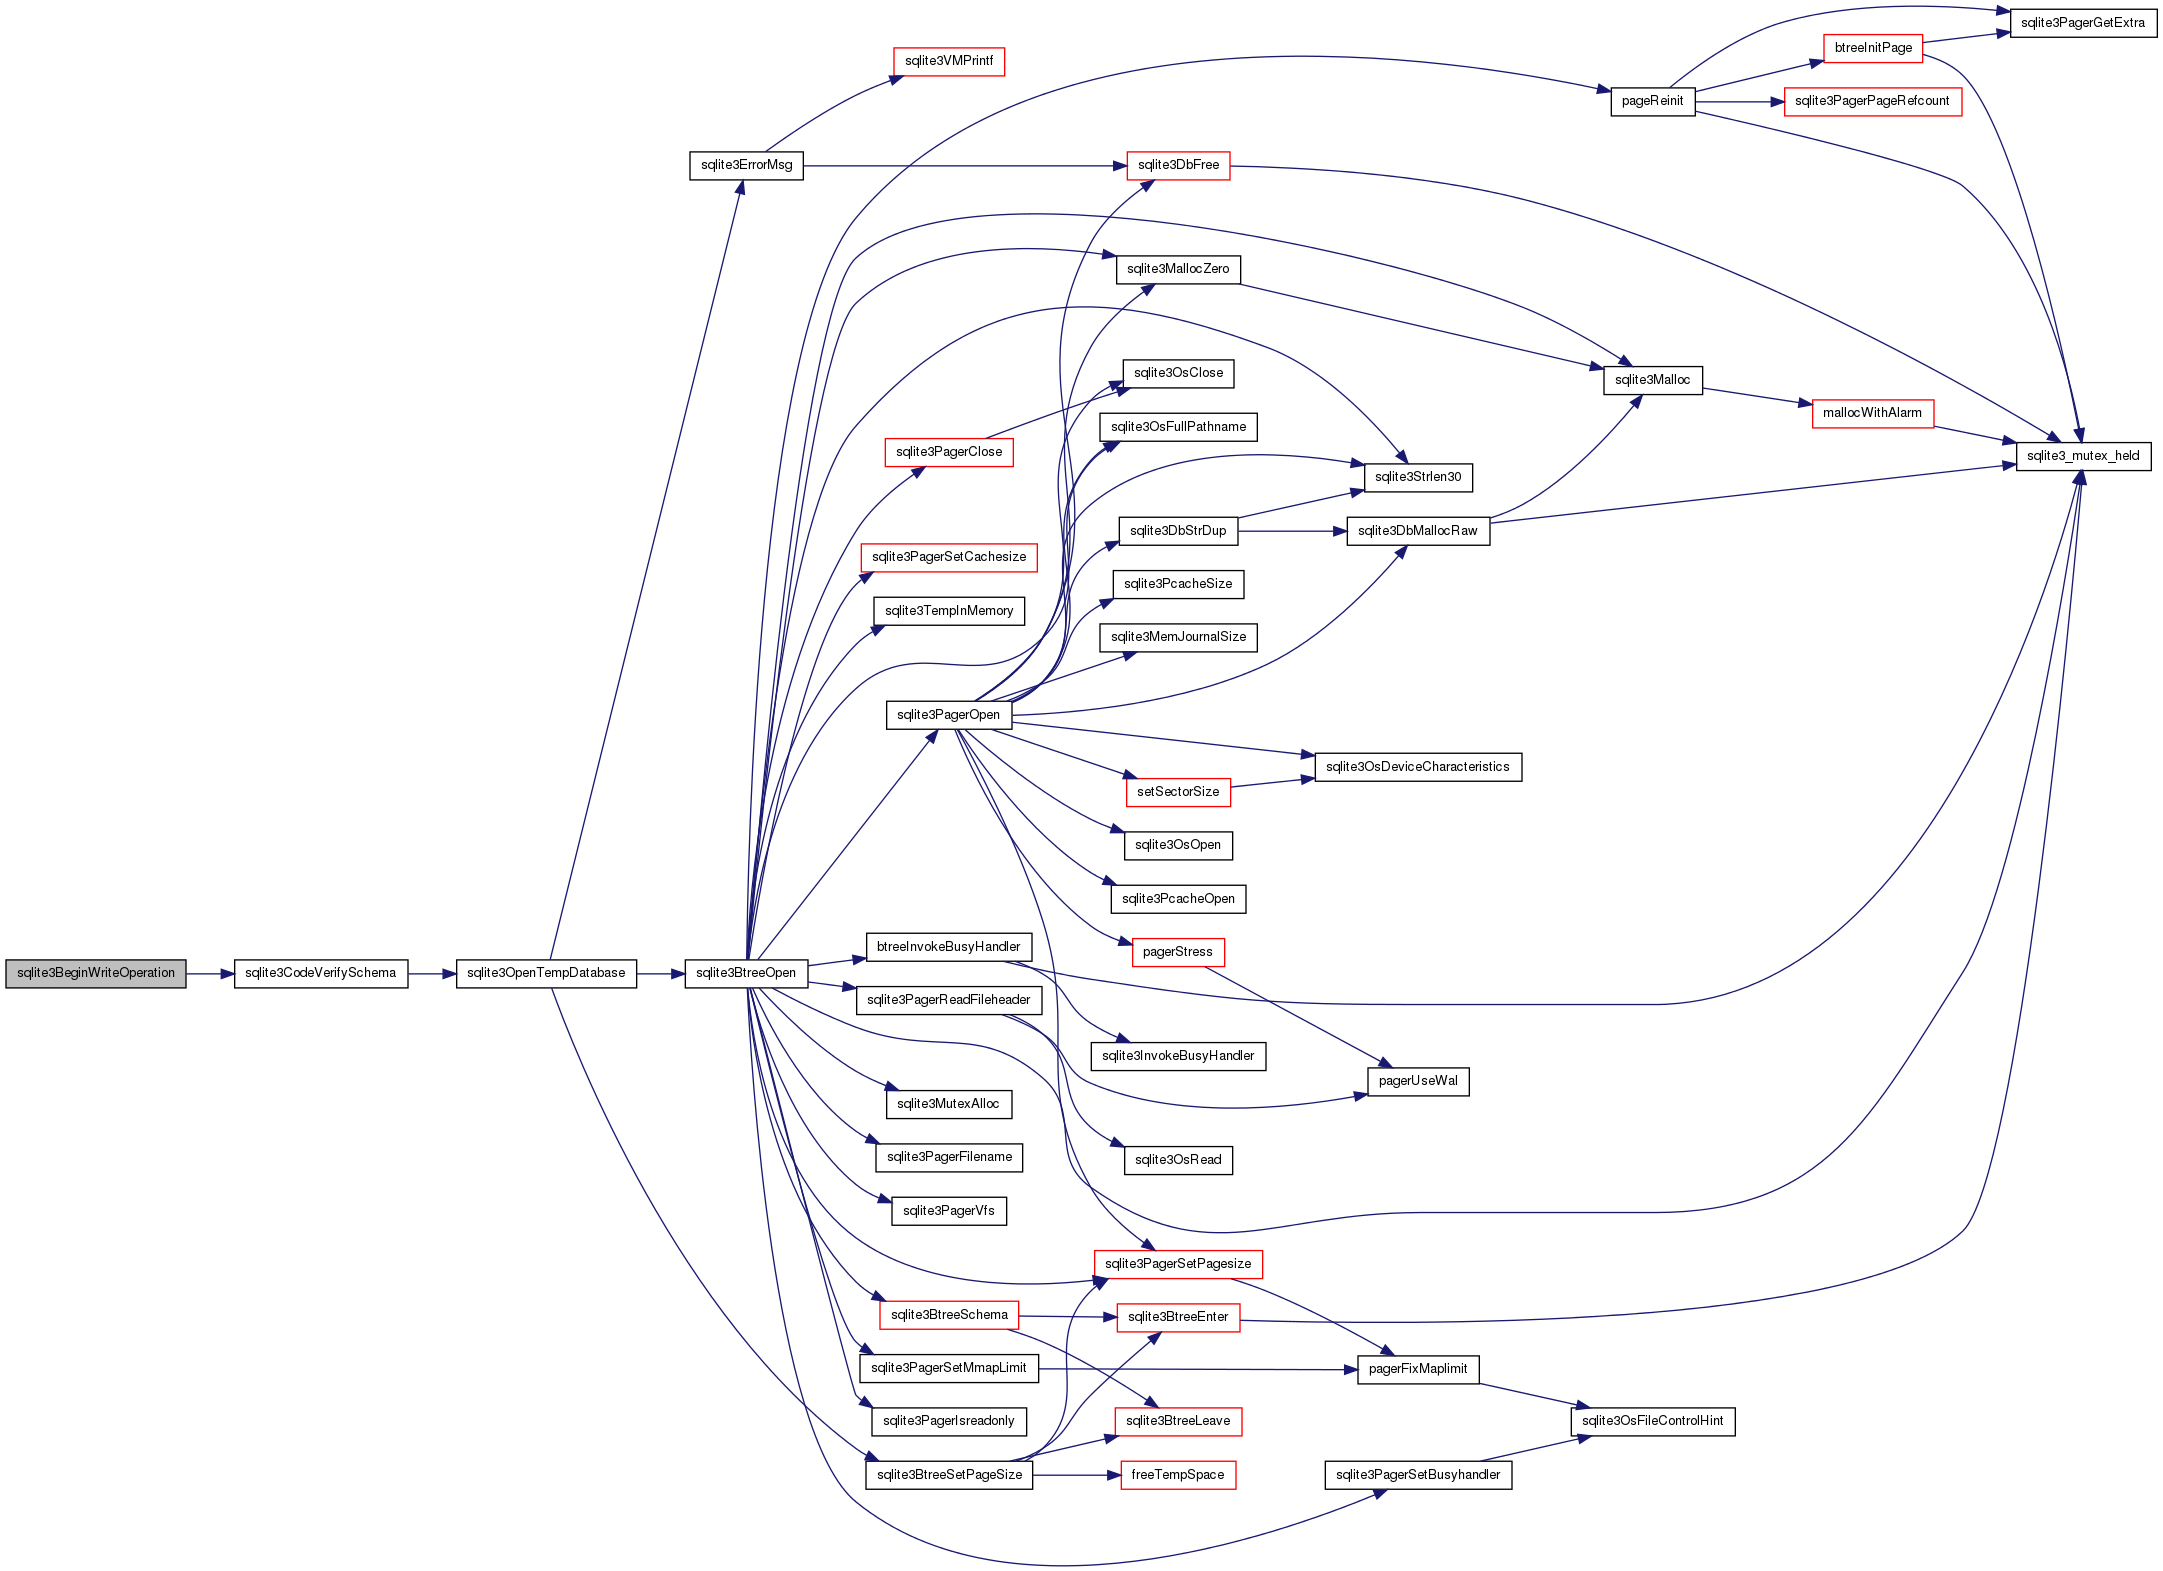 sqlite3PagerGetExtra
btreeInitPage
sqlite3VMPrintf
pageReinit
sqlite3PagerPageRefcount
sqlite3ErrorMsg
sqlite3DbFree
sqlite3MallocZero
sqlite3OsClose
sqlite3Malloc
mallocWithAlarm
sqlite3OsFullPathname
sqlite3PagerClose
sqlite3_mutex_held
sqlite3Strlen30
sqlite3DbStrDup
sqlite3DbMallocRaw
sqlite3PagerSetCachesize
sqlite3PcacheSize
sqlite3TempInMemory
sqlite3MemJournalSize
sqlite3PagerOpen
sqlite3OsDeviceCharacteristics
setSectorSize
sqlite3OsOpen
sqlite3PcacheOpen
btreeInvokeBusyHandler
pagerStress
sqlite3BeginWriteOperation
sqlite3CodeVerifySchema
sqlite3OpenTempDatabase
sqlite3BtreeOpen
sqlite3PagerReadFileheader
sqlite3InvokeBusyHandler
pagerUseWal
sqlite3MutexAlloc
sqlite3PagerFilename
sqlite3OsRead
sqlite3PagerVfs
sqlite3PagerSetPagesize
sqlite3BtreeSchema
sqlite3BtreeEnter
sqlite3PagerSetMmapLimit
pagerFixMaplimit
sqlite3PagerIsreadonly
sqlite3BtreeLeave
sqlite3OsFileControlHint
sqlite3BtreeSetPageSize
freeTempSpace
sqlite3PagerSetBusyhandler